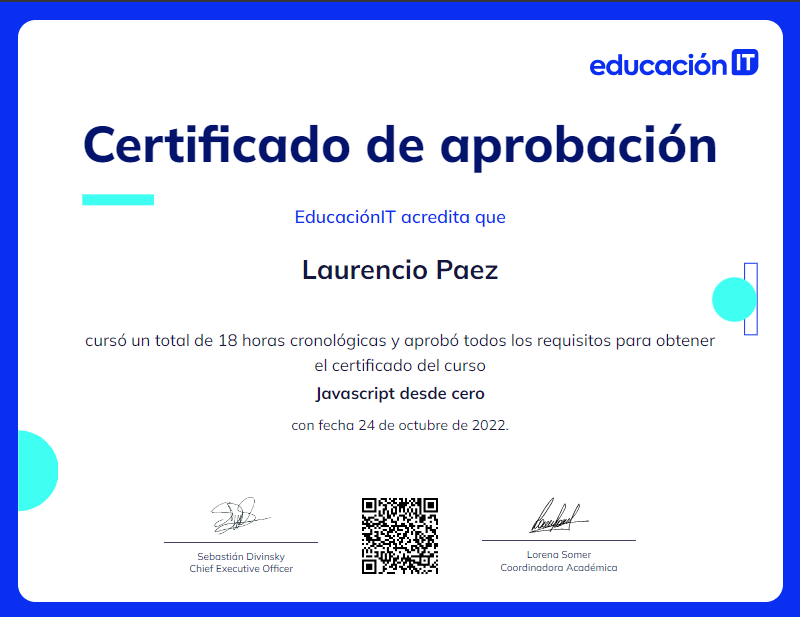 educación IT
Certificado de aprobación
EducaciónIT acredita que
Laurencio Paez
cursó un total de 18 horas cronológicas y aprobó todos los requisitos para obtener
el certificado del curso
Javascript desde cero
con fecha 24 de octubre de 2022.
Sebastián Divinsky
Chief Executive Officer
Lorena Somer
Coordinadora Académica